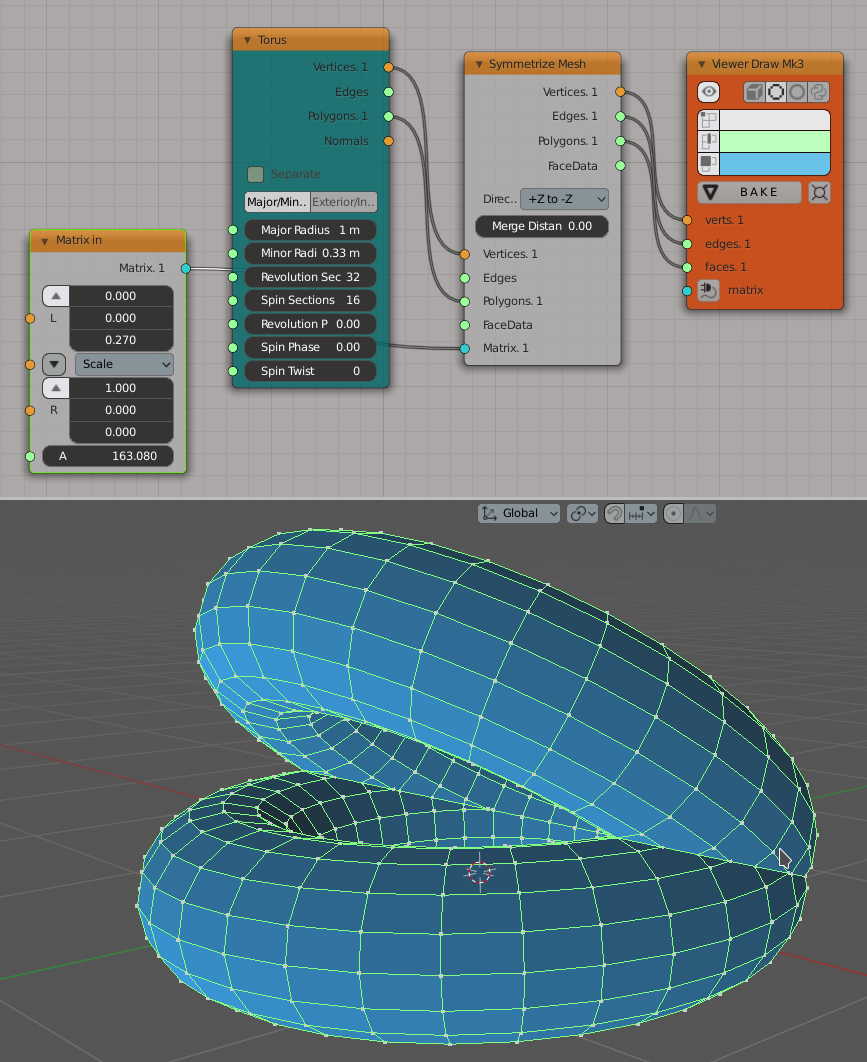 Torus
Vertices. 1
Edges
Polygons. 1
Normals
Separate
Major/Min.. Exterior/In..
Major Radius 1 m
Minor Radi 0.33 m
Revolution Sec 32
Spin Sections 16
Revolution P 0.00
Spin Phase 0.00
Spin Twist 0
Symmetrize Mesh
Vertices. 1
Edges. 1
Polygons. 1
FaceData
Direc.. +Z to -Z
Merge Distan 0.00
Vertices. 1
Edges
Polygons. 1
FaceData
Matrix. 1
Viewer Draw Mk3
BAKE
verts. 1
edges. 1
faces. 1
matrix
Matrix in
Matrix. 1
0.000
L 0.000
0.270
Scale
1.000
R 0.000
0.000
A 163.080
Global